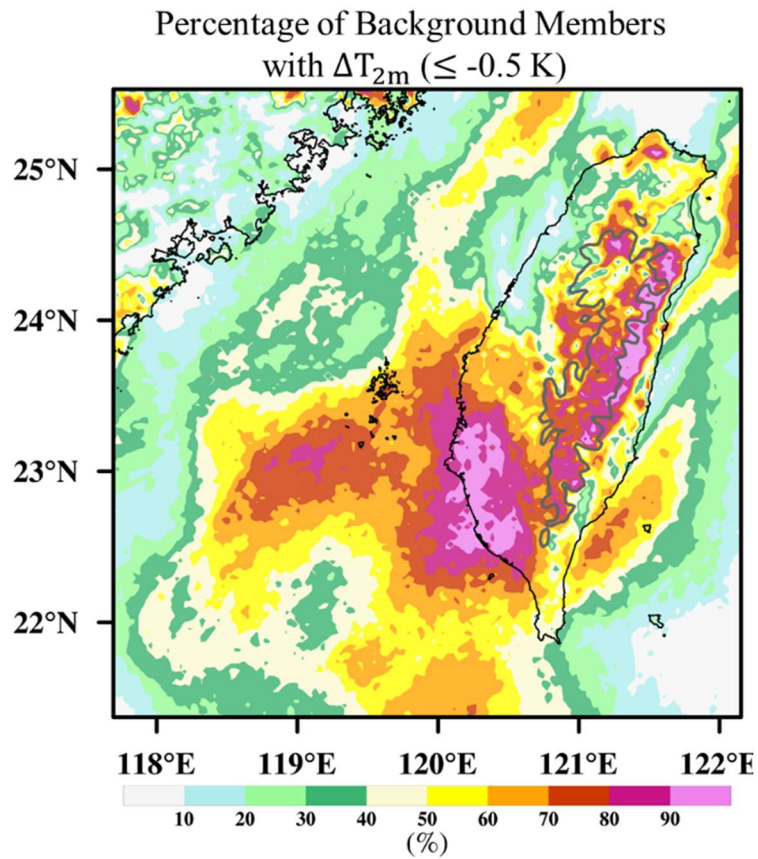 Percentage of Background Members
with ΔT₂ₘ (≤ -0.5 K)
25°N
24°N
23°N
22°N
118°E 119°E 120°E 121°E 122°E
10 20 30 40 50 60 70 80 90
(%)